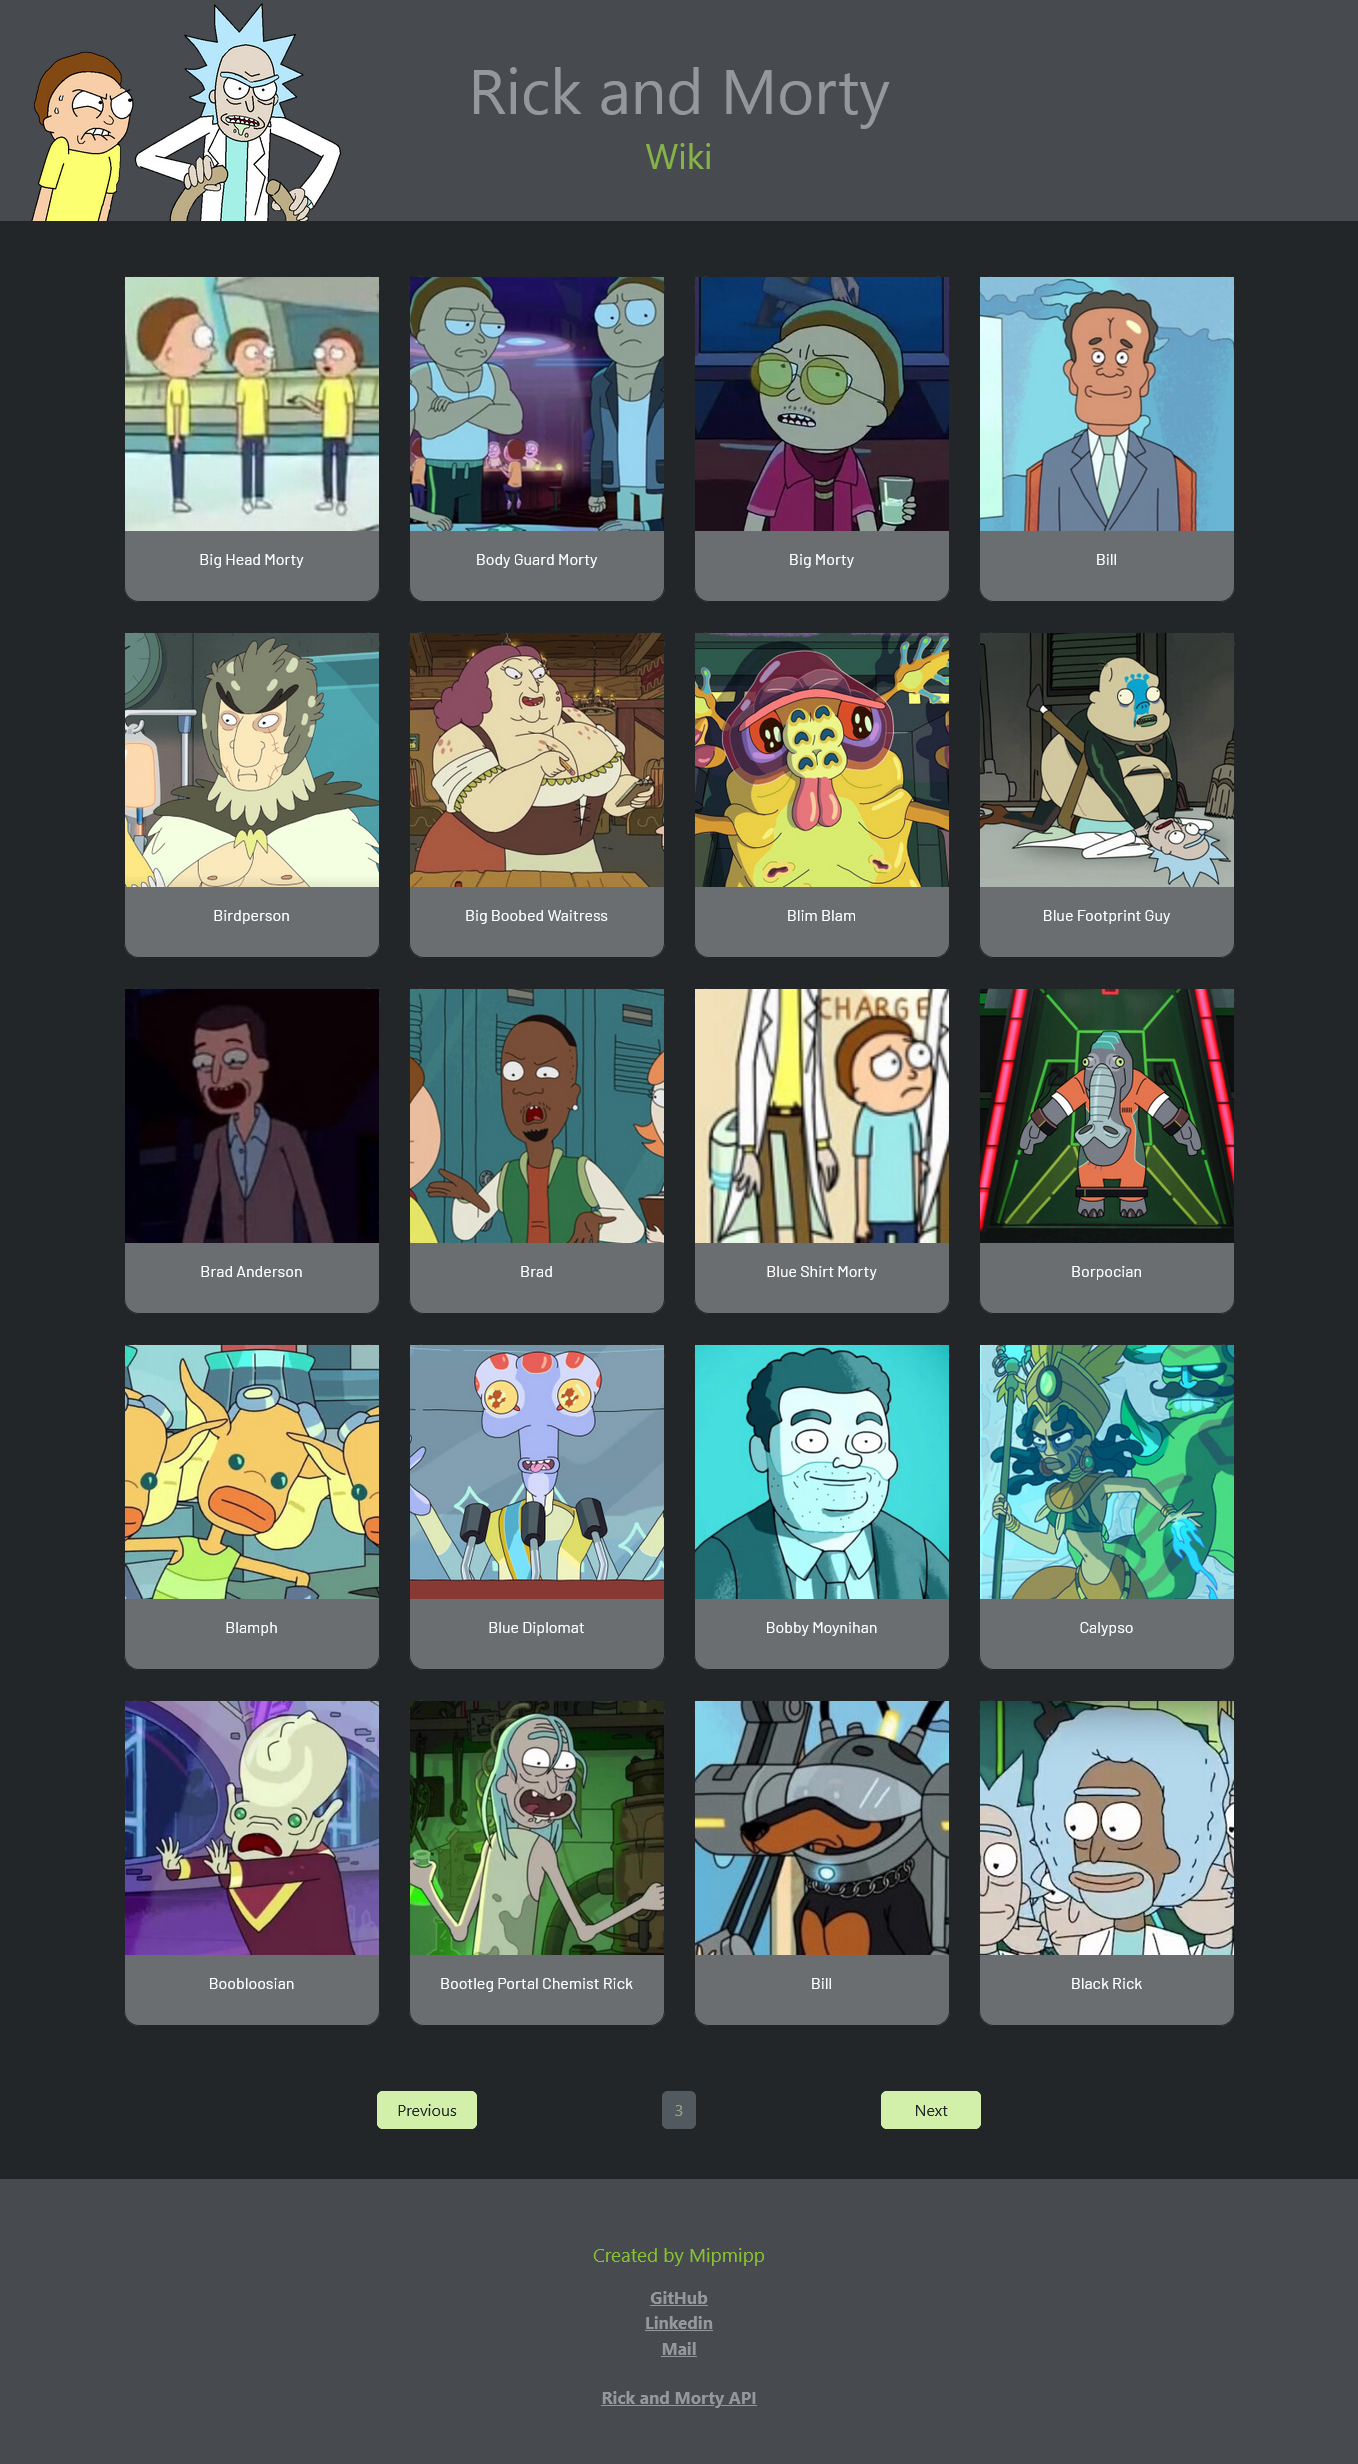 Rick and Morty
Wiki
Big Head Morty
Body Guard Morty
Big Morty
Bill
Birdperson
Big Boobed Waitress
Blim Blam
Blue Footprint Guy
CHARGE
Brad Anderson
Brad
Blue Shirt Morty
Borpocian
Blamph
Blue Diplomat
Bobby Moynihan
Calypso
Boobloosian
Bootleg Portal Chemist Rick
Bill
Black Rick
Previous
3
Next
Created by Mipmipp
GitHub
Linkedin
Mail
Rick and Morty API